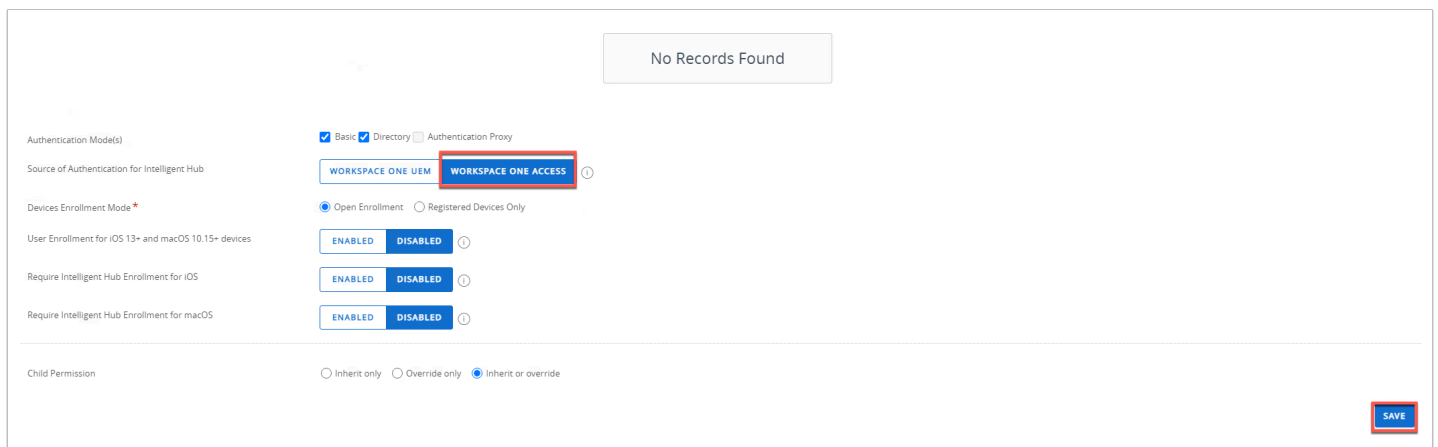 No Records Found
Authentication Mode(s) Basic Directory Authentication Proxy
Source of Authentication for Intelligent Hub WORKSPACE ONE UEM WORKSPACE ONE ACCESS i
Devices Enrollment Mode * Open Enrollment Registered Devices Only
User Enrollment for iOS 13+ and macOS 10.15+ devices ENABLED DISABLED i
Require Intelligent Hub Enrollment for iOS ENABLED DISABLED i
Require Intelligent Hub Enrollment for macOS ENABLED DISABLED i
Child Permission Inherit only Override only Inherit or override
SAVE